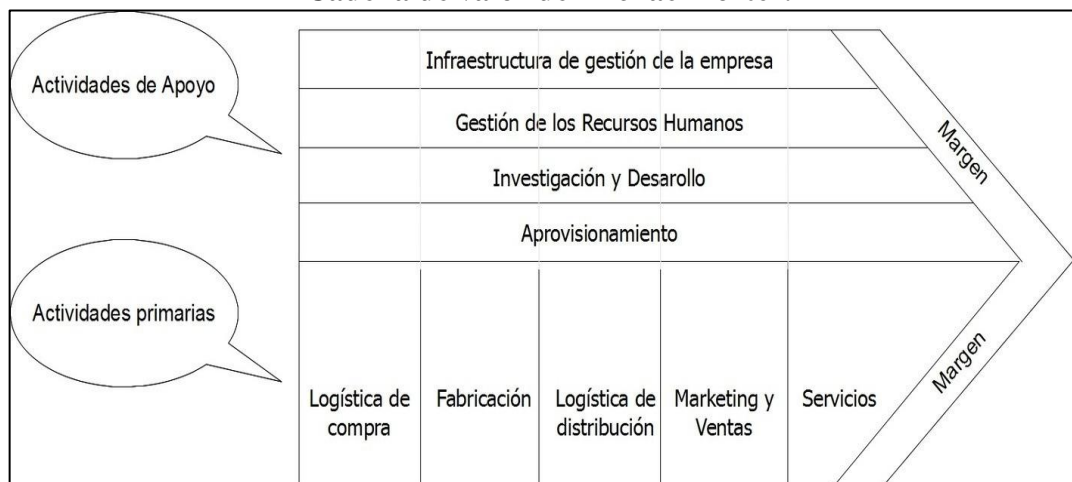 Actividades de Apoyo
Infraestructura de gestión de la empresa
Gestión de los Recursos Humanos
Investigación y Desarollo
Aprovisionamiento
Margen
Actividades primarias
Logística de
compra
Fabricación
Logística de
distribución
Marketing y
Ventas
Servicios
Margen